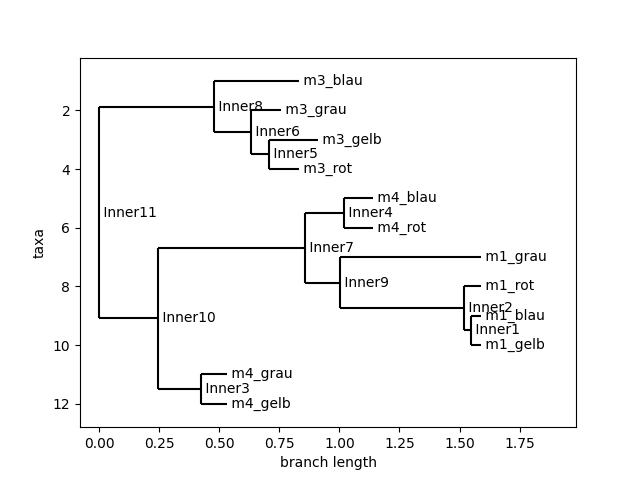 m3_blau
Inner8
m3_grau
Inner6
m3_gelb
Inner5
m3_rot
m4_blau
Inner11
Inner4
m4_rot
Inner7
m1_grau
Inner9
m1_rot
Inner2
m1_blau
Inner10
Inner1
m1_gelb
m4_grau
Inner3
m4_gelb
2
4
6
8
10
12
taxa
0.00 0.25 0.50 0.75 1.00 1.25 1.50 1.75
branch length